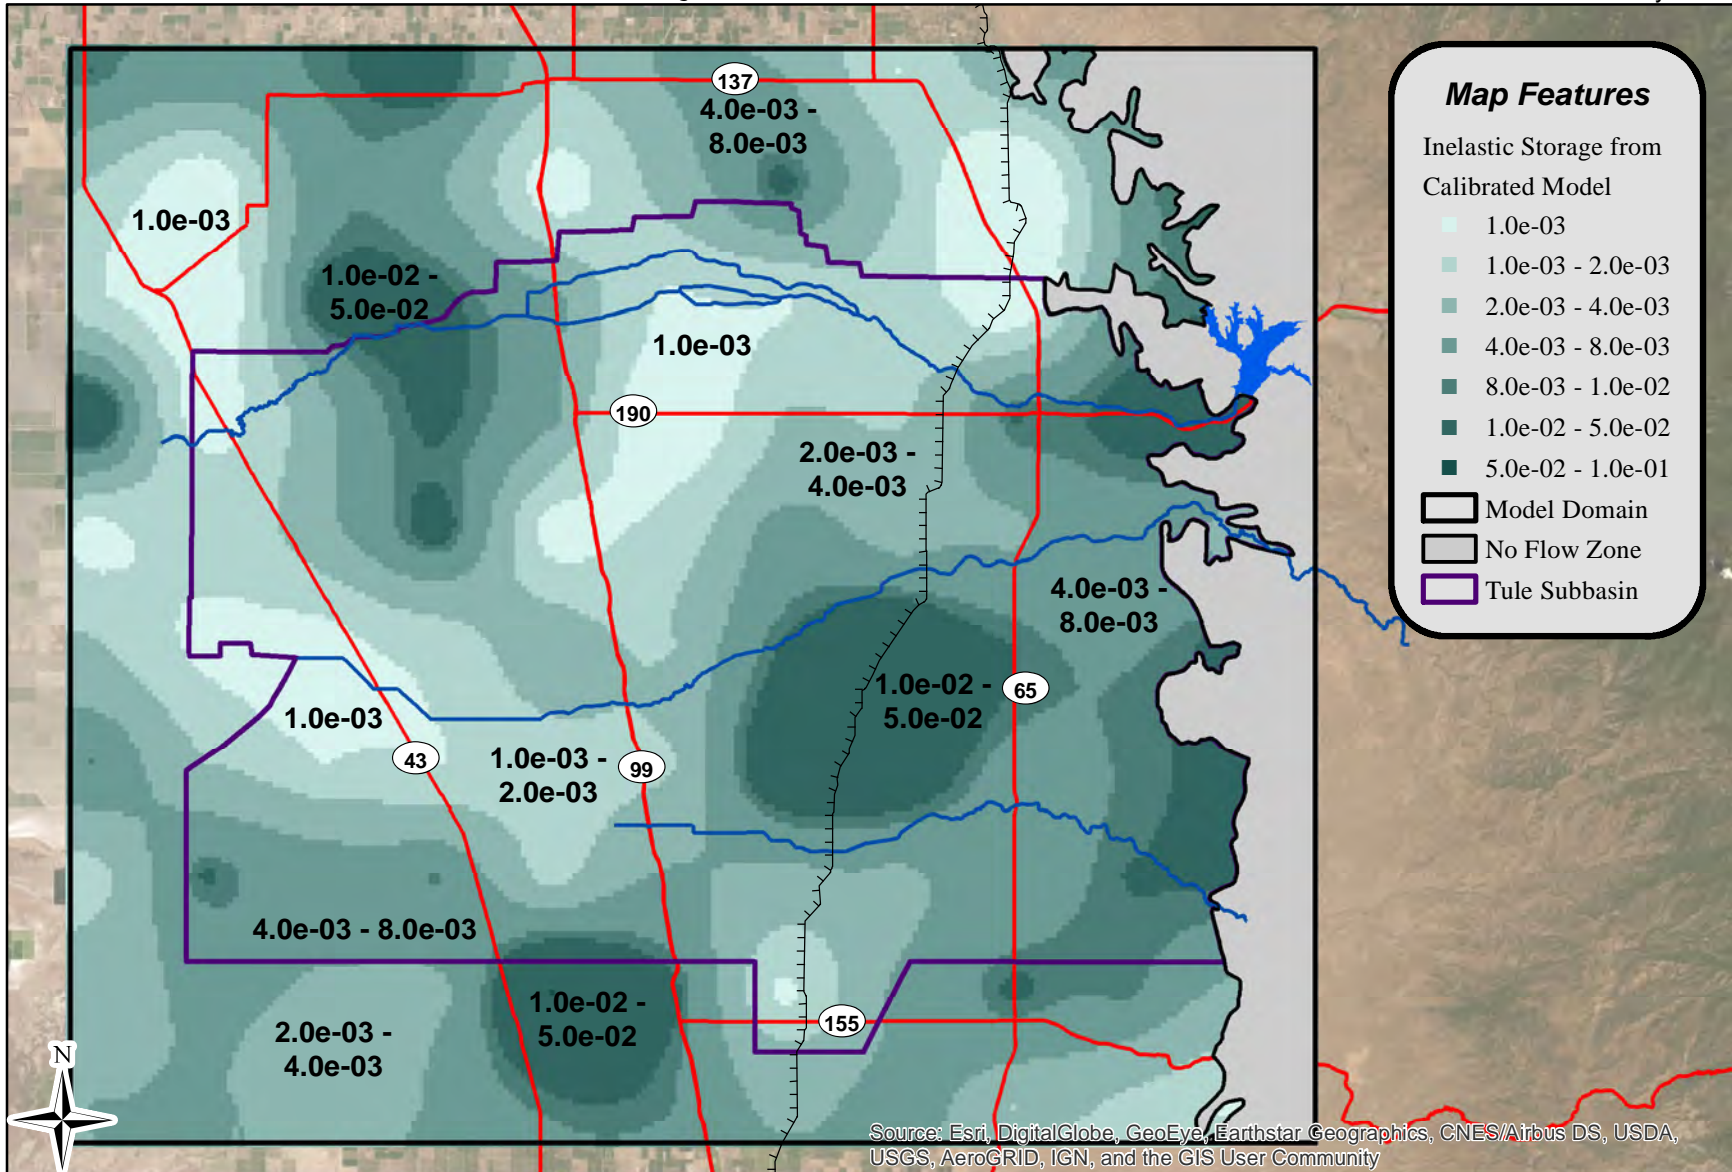 137
4.0e-03 -
8.0e-03
1.0e-03
1.0e-02 -
5.0e-02
1.0e-03
190
2.0e-03 -
4.0e-03
4.0e-03 -
8.0e-03
1.0e-02 -
5.0e-02
65
1.0e-03
43
1.0e-03 -
2.0e-03
99
4.0e-03 - 8.0e-03
1.0e-02 -
5.0e-02
2.0e-03 -
4.0e-03
155
N
Map Features
Inelastic Storage from
Calibrated Model
1.0e-03
1.0e-03 - 2.0e-03
2.0e-03 - 4.0e-03
4.0e-03 - 8.0e-03
8.0e-03 - 1.0e-02
1.0e-02 - 5.0e-02
5.0e-02 - 1.0e-01
Model Domain
No Flow Zone
Tule Subbasin
Source: Esri, DigitalGlobe, GeoEye, Earthstar Geographics, CNES/Airbus DS, USDA,
USGS, AeroGRID, IGN, and the GIS User Community